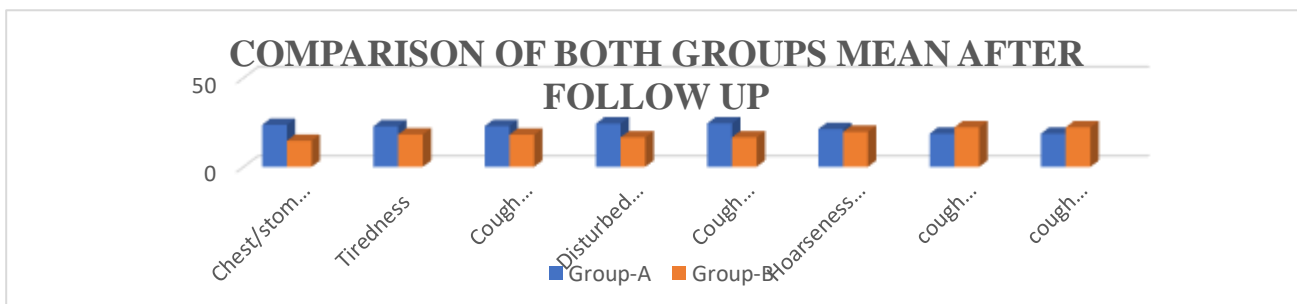 COMPARISON OF BOTH GROUPS MEAN AFTER
FOLLOW UP
50
0
Chest/stom...
Tiredness
Cough...
Disturbed...
Cough...
Hoarseness...
cough...
cough...
Group-A
Group-B